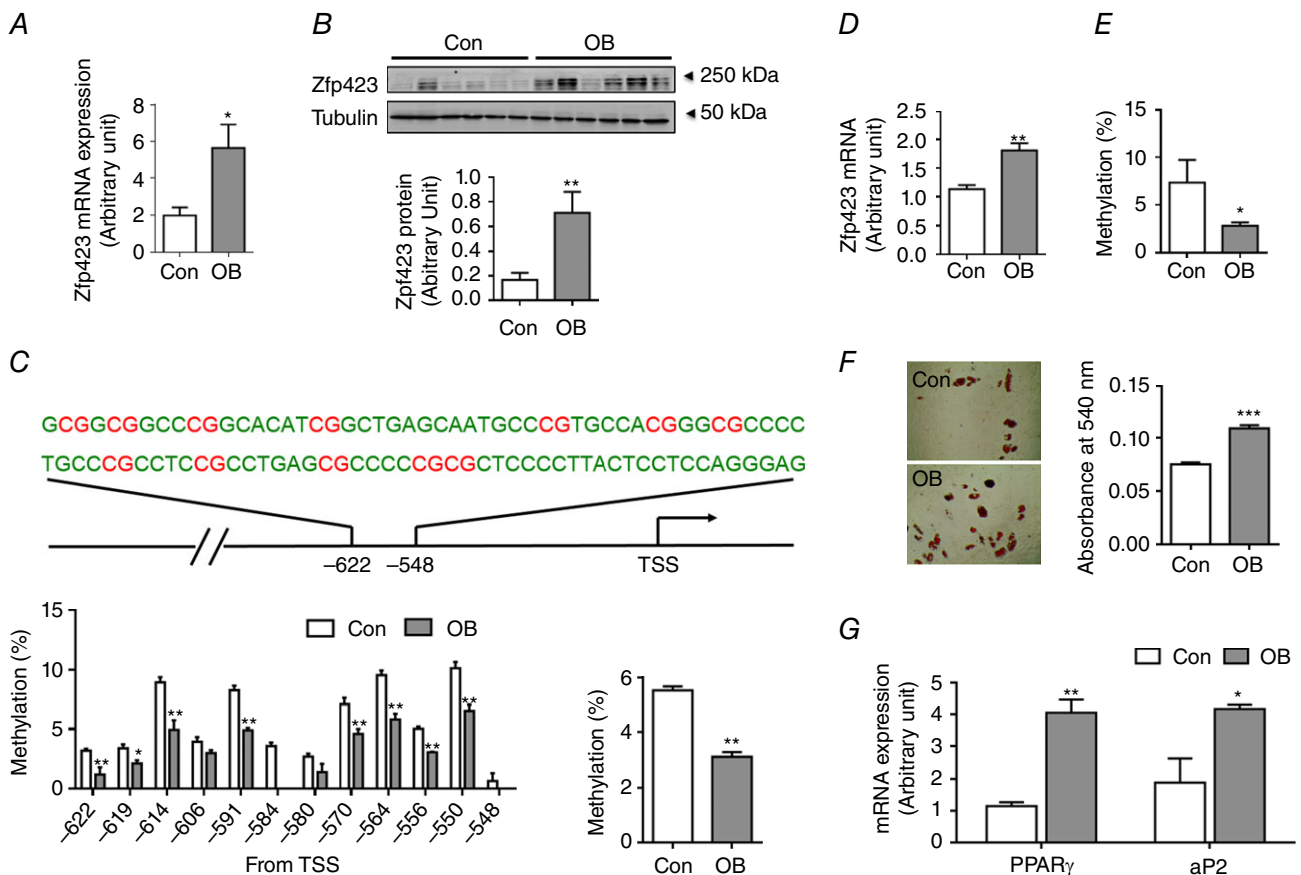 A
Zfp423 mRNA expression
(Arbitrary unit)
8
6
4
2
0
*
Con
OB
B
Con
OB
Zfp423
250 kDa
Tubulin
50 kDa
Zpf423 protein
(Abitrary Unit)
1.0
0.8
0.6
0.4
0.2
0.0
**
Con
OB
D
Zfp423 mRNA
(Arbitrary unit)
2.5
2.0
1.5
1.0
0.5
0.0
**
Con
OB
E
Methylation (%)
15
10
5
0
*
Con
OB
C
GCGGCGGCCCGGCACATCGGCTGAGCAATGCCCGTGCCACGGGCGCCCC
TGCCCGCCTCCGCCTGAGCGCCCCCGCGCTCCCCTTACTCCTCCAGGGAG
–622
–548
TSS
Methylation (%)
15
10
5
0
Con
OB
**
*
**
**
**
**
**
**
–622
–619
–614
–606
–591
–584
–580
–570
–564
–556
–550
–548
From TSS
Methylation (%)
6
4
2
0
**
Con
OB
F
Con
OB
Absorbance at 540 nm
0.15
0.10
0.05
0.00
***
Con
OB
G
Con
OB
mRNA expression
(Arbitrary unit)
5
4
3
2
1
0
**
*
PPARγ
aP2